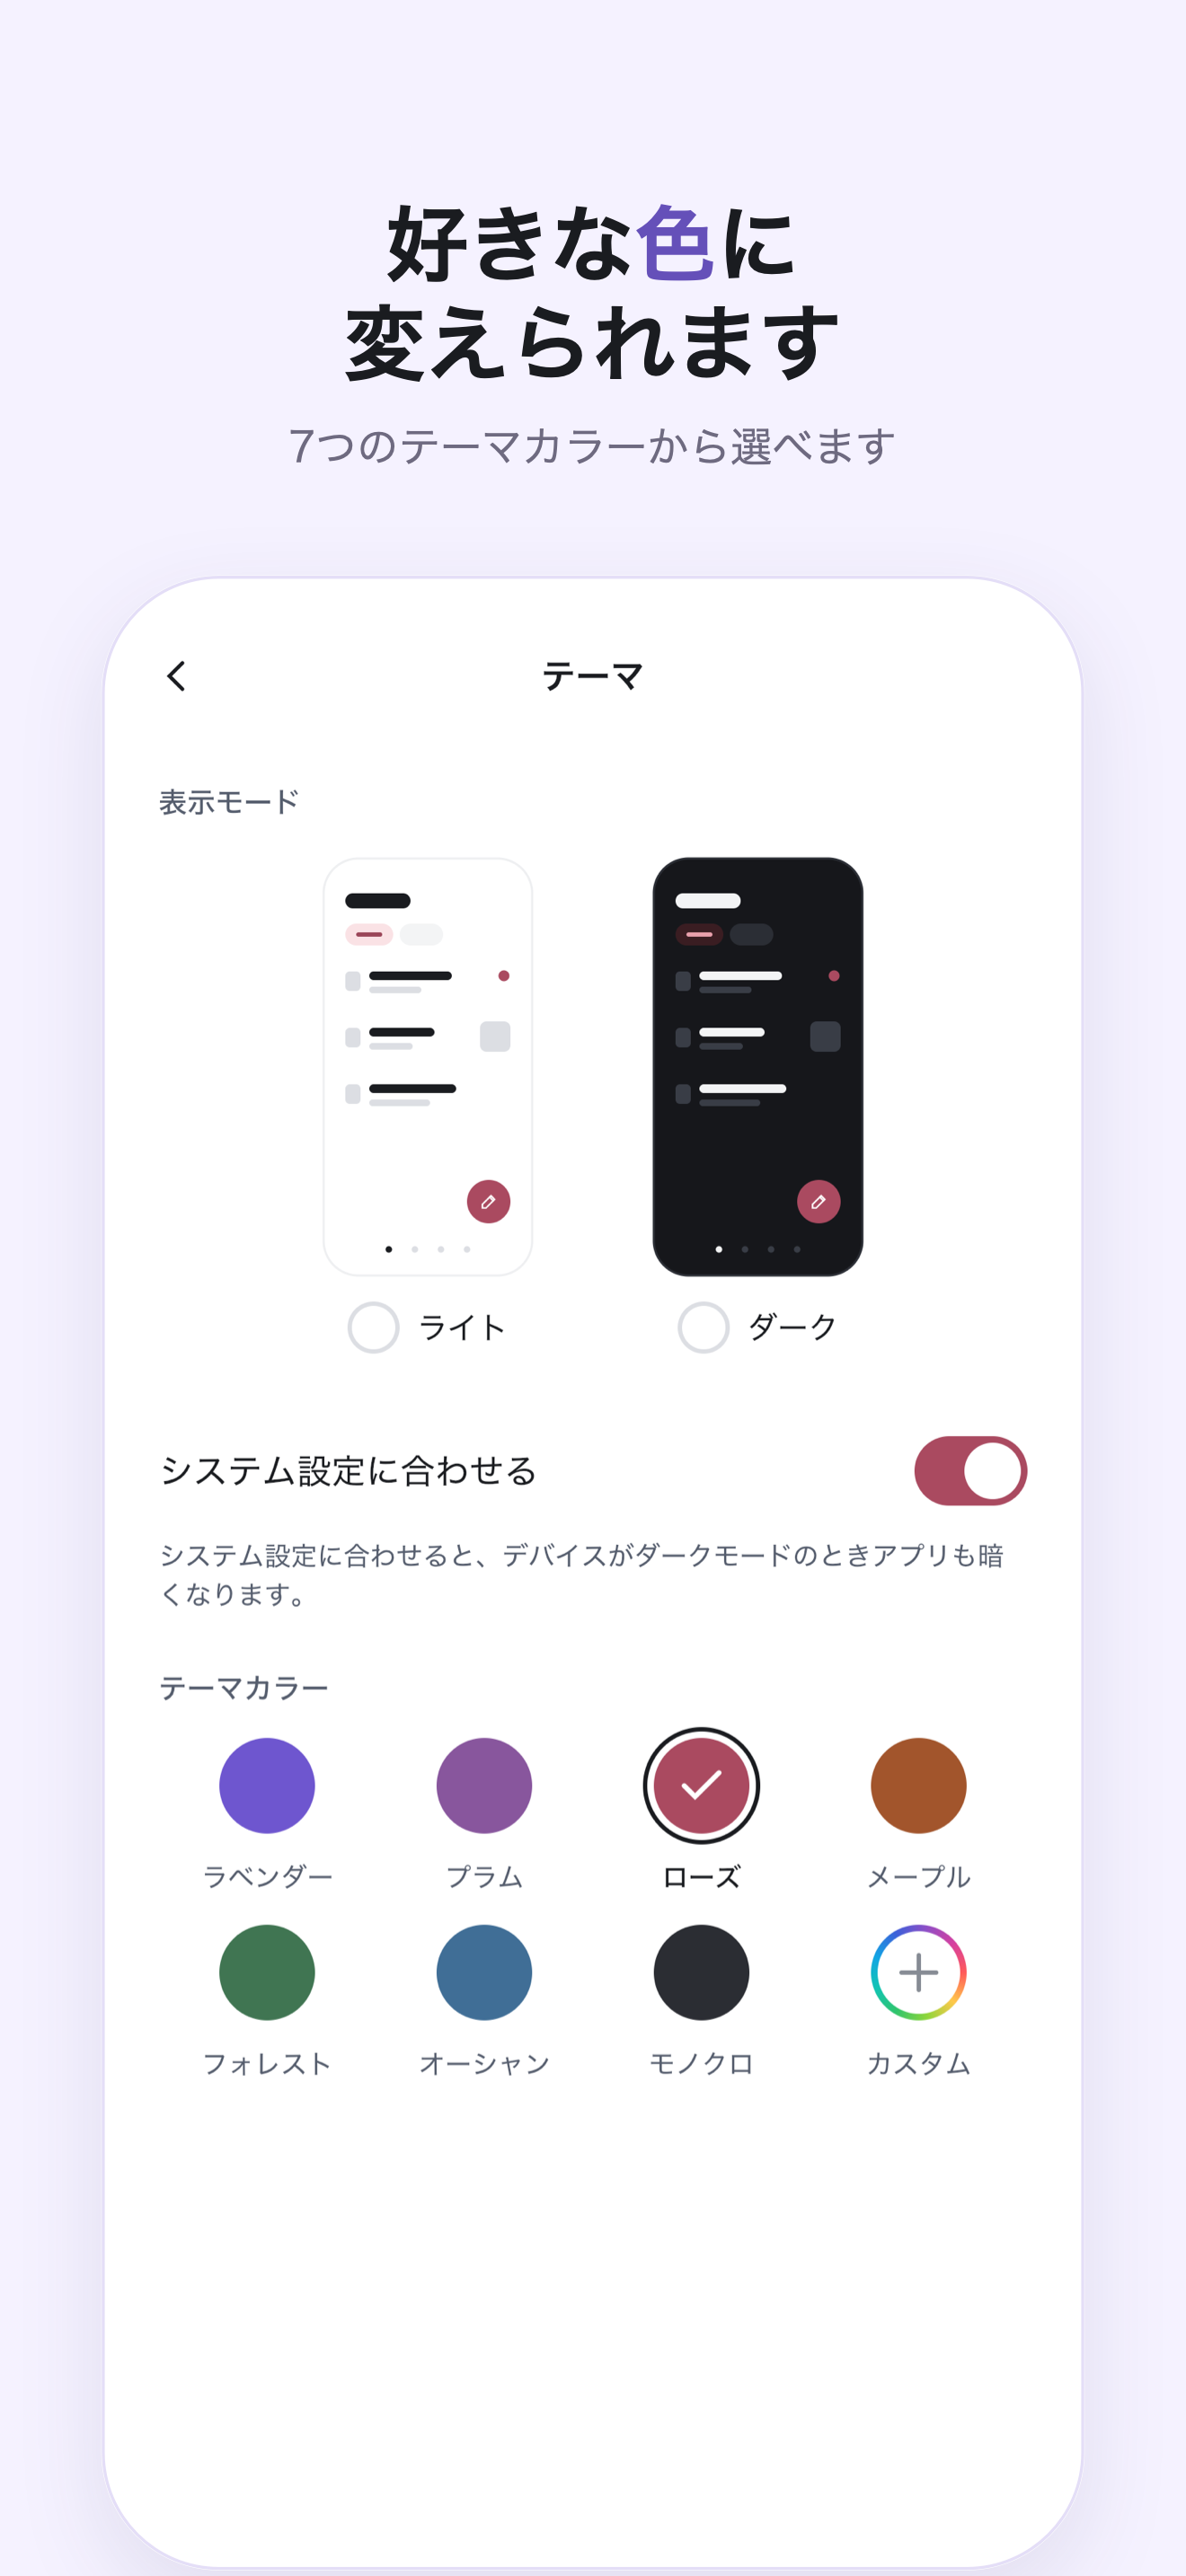 好きな色に
変えられます
7つのテーマカラーから選べます
テーマ
表示モード
ライト
ダーク
システム設定に合わせる
システム設定に合わせると、デバイスがダークモードのときアプリも暗
くなります。
テーマカラー
ラベンダー
プラム
ローズ
メープル
フォレスト
オーシャン
モノクロ
カスタム